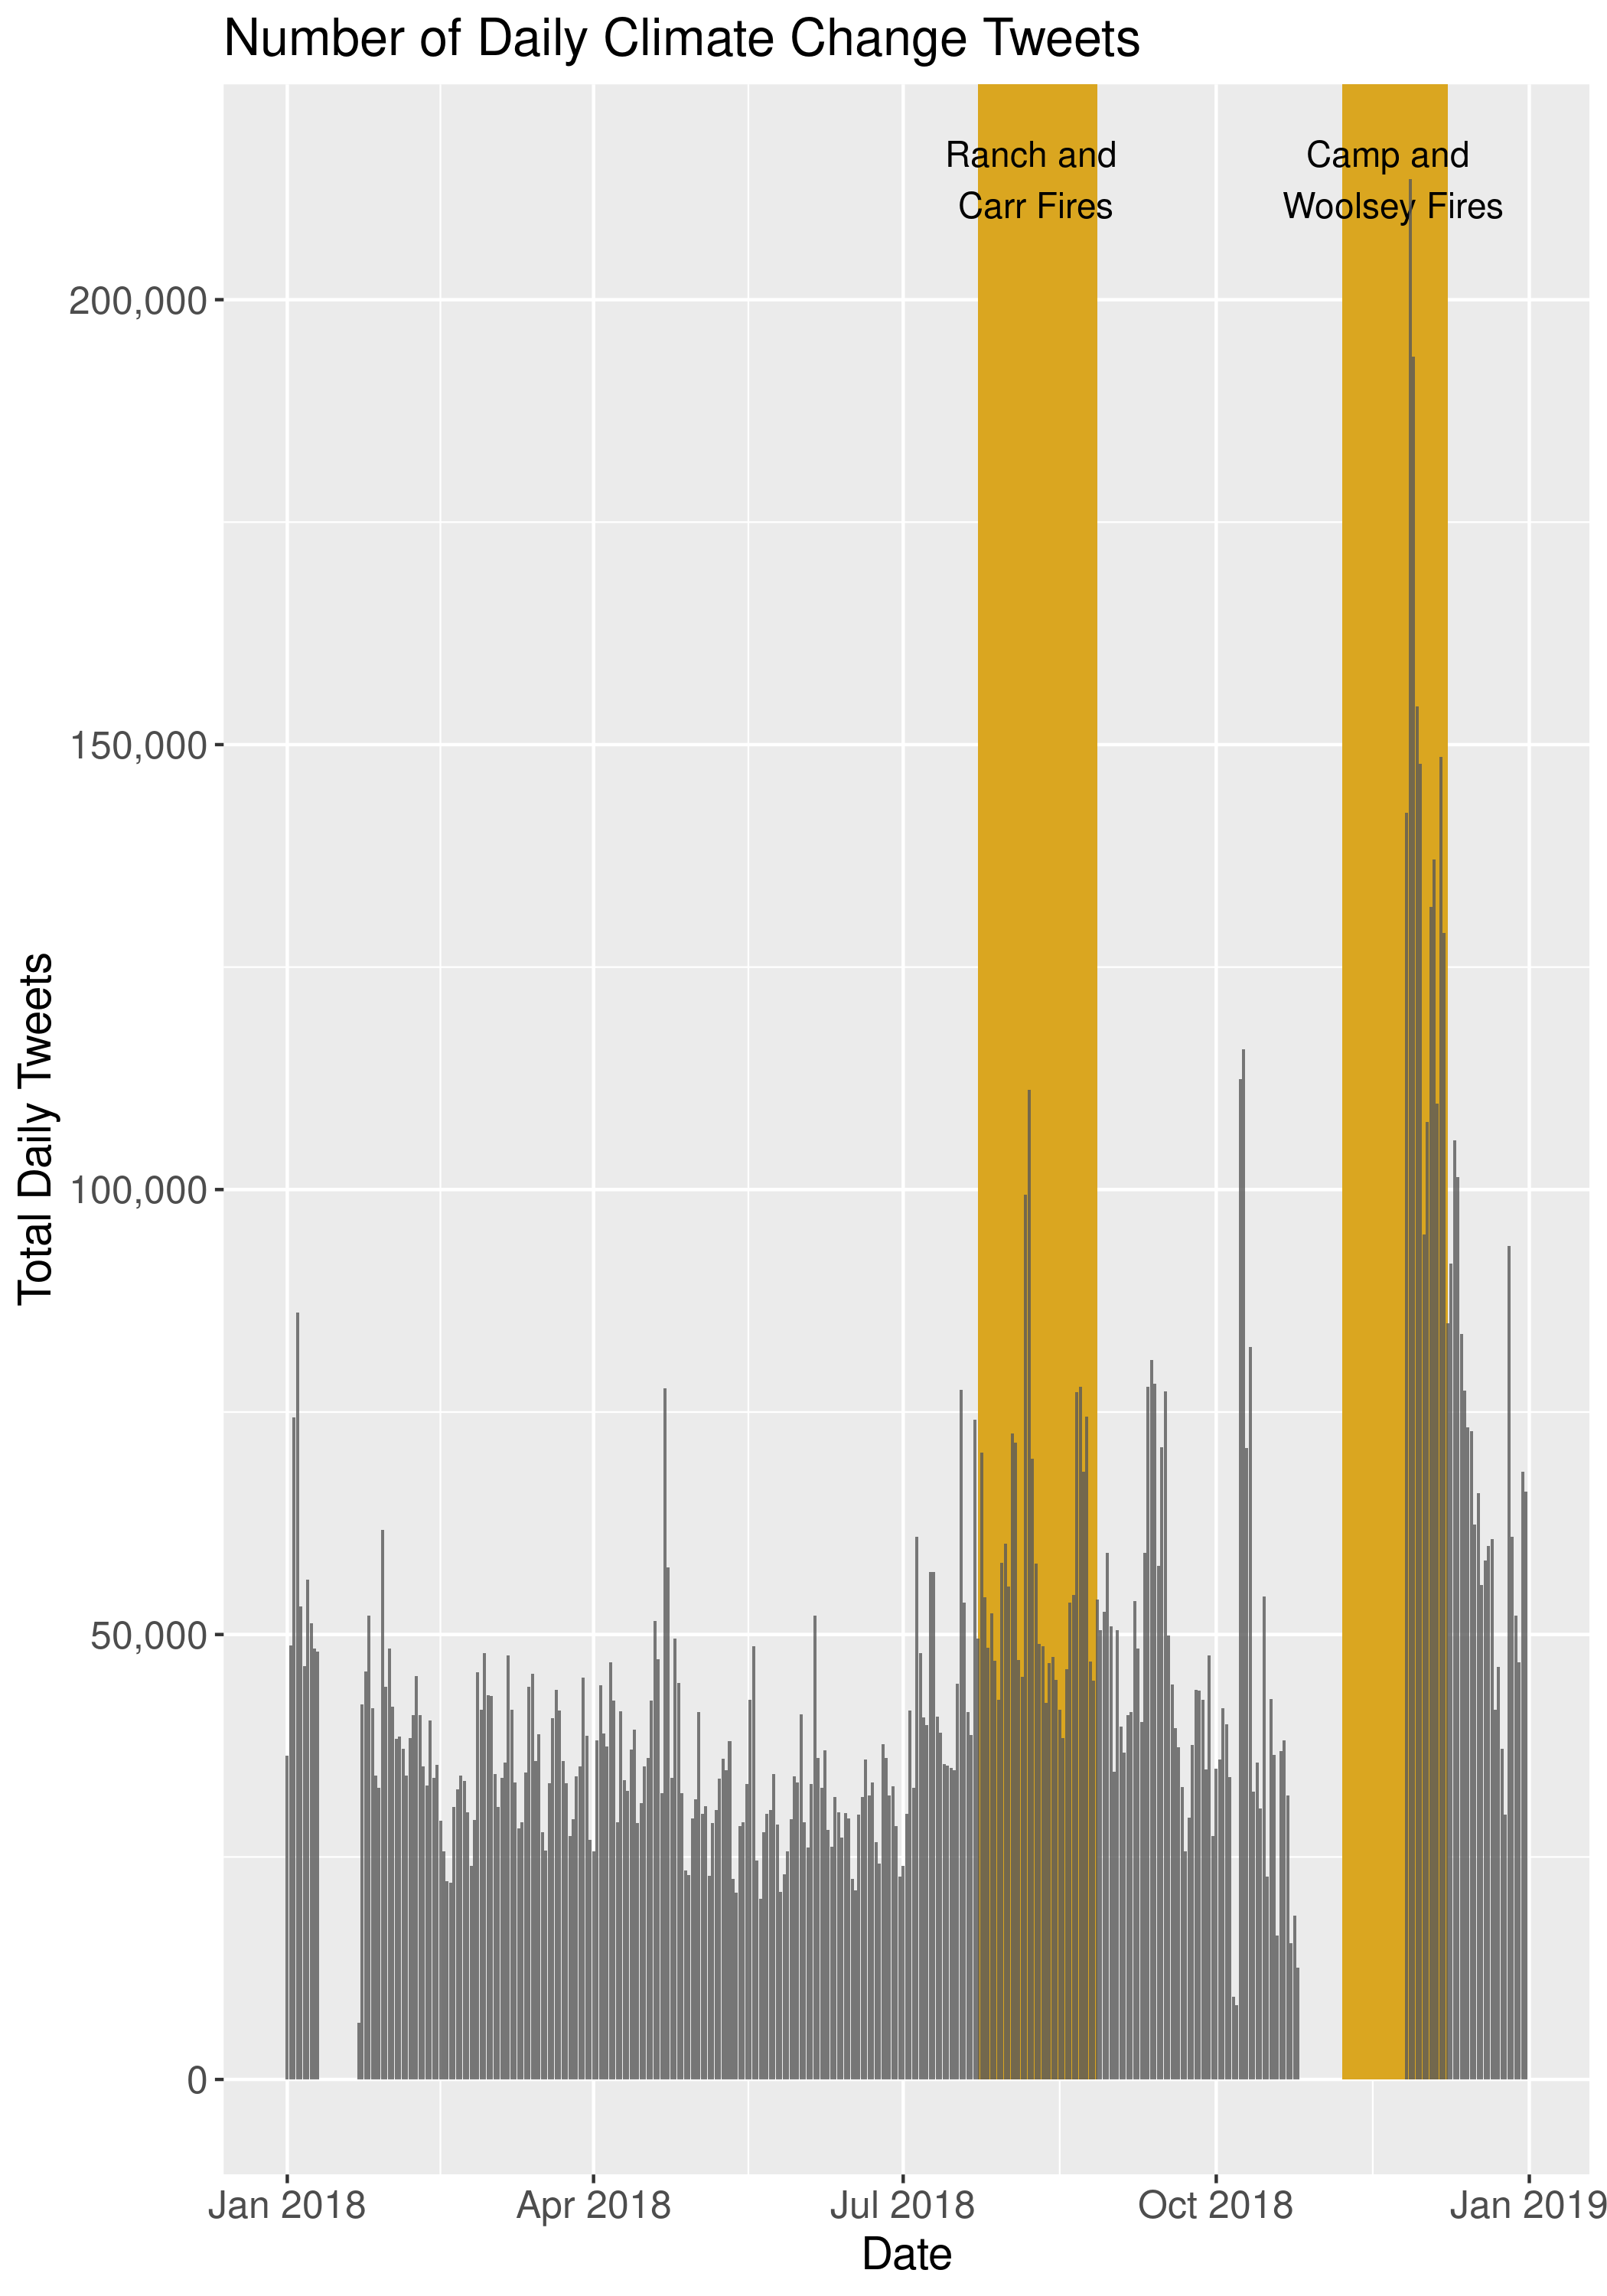 Number of Daily Climate Change Tweets
Ranch and
Carr Fires
Camp and
Woolsey Fires
200,000
150,000
100,000
50,000
0
Total Daily Tweets
Jan 2018
Apr 2018
Jul 2018
Oct 2018
Jan 2019
Date